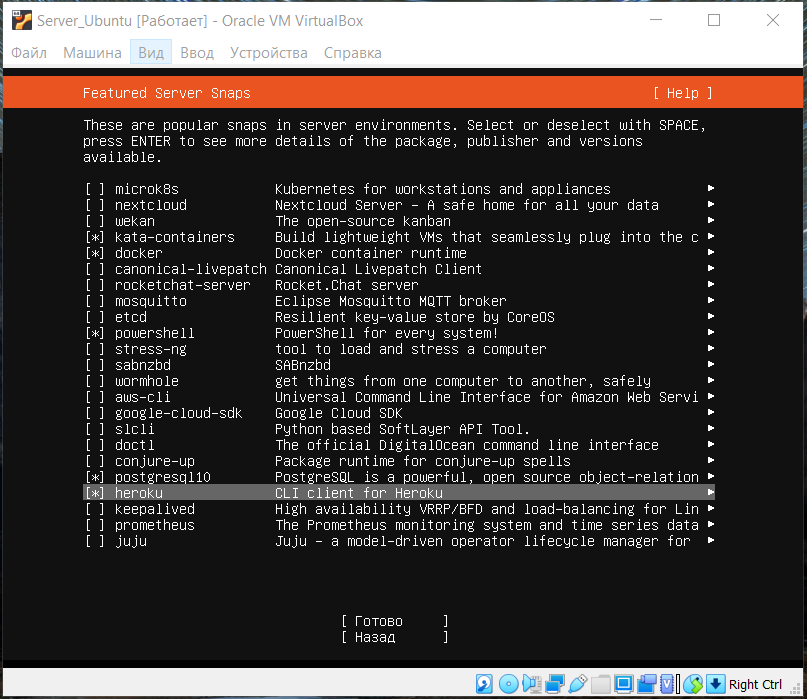 Server_Ubuntu [Работает] - Oracle VM VirtualBox
Файл Машина Вид Ввод Устройства Справка
Featured Server Snaps [ Help ]
These are popular snaps in server environments. Select or deselect with SPACE,
press ENTER to see more details of the package, publisher and versions
available.
[ ] microk8s Kubernetes for workstations and appliances ▸
[ ] nextcloud Nextcloud Server - A safe home for all your data ▸
[ ] wekan The open-source kanban ▸
[*] kata-containers Build lightweight VMs that seamlessly plug into the c ▸
[*] docker Docker container runtime ▸
[ ] canonical-livepatch Canonical Livepatch Client ▸
[ ] rocketchat-server Rocket.Chat server ▸
[ ] mosquitto Eclipse Mosquitto MQTT broker ▸
[ ] etcd Resilient key-value store by CoreOS ▸
[*] powershell PowerShell for every system! ▸
[ ] stress-ng tool to load and stress a computer ▸
[ ] sabnzbd SABnzbd ▸
[ ] wormhole get things from one computer to another, safely ▸
[ ] aws-cli Universal Command Line Interface for Amazon Web Servi ▸
[ ] google-cloud-sdk Google Cloud SDK ▸
[ ] slcli Python based SoftLayer API Tool. ▸
[ ] doctl The official DigitalOcean command line interface ▸
[ ] conjure-up Package runtime for conjure-up spells ▸
[*] postgresql10 PostgreSQL is a powerful, open source object-relation ▸
[*] heroku CLI client for Heroku ▸
[ ] keepalived High availability VRRP/BFD and load-balancing for Lin ▸
[ ] prometheus The Prometheus monitoring system and time series data ▸
[ ] juju Juju - a model-driven operator lifecycle manager for ▸
[ Готово ]
[ Назад ]
Right Ctrl